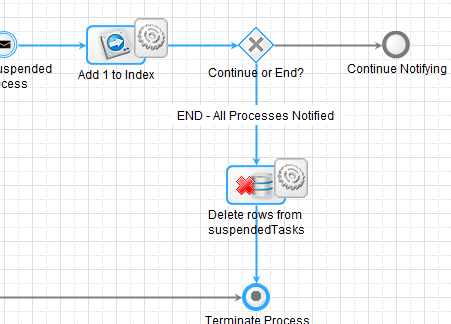 uspended
ocess
Add 1 to Index
Continue or End?
Continue Notifying
END - All Processes Notified
Delete rows from
suspendedTasks
Terminate Process